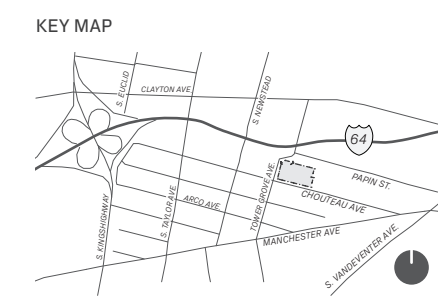 KEY MAP
S. EUCLID
CLAYTON AVE.
S. NEWSTEAD
64
TOWER GROVE AVE.
PAPIN ST.
CHOUTEAU AVE.
S. TAYLOR AVE.
ARCO AVE.
S. KINGSHIGHWAY
MANCHESTER AVE
S. VANDEVENTER AVE.